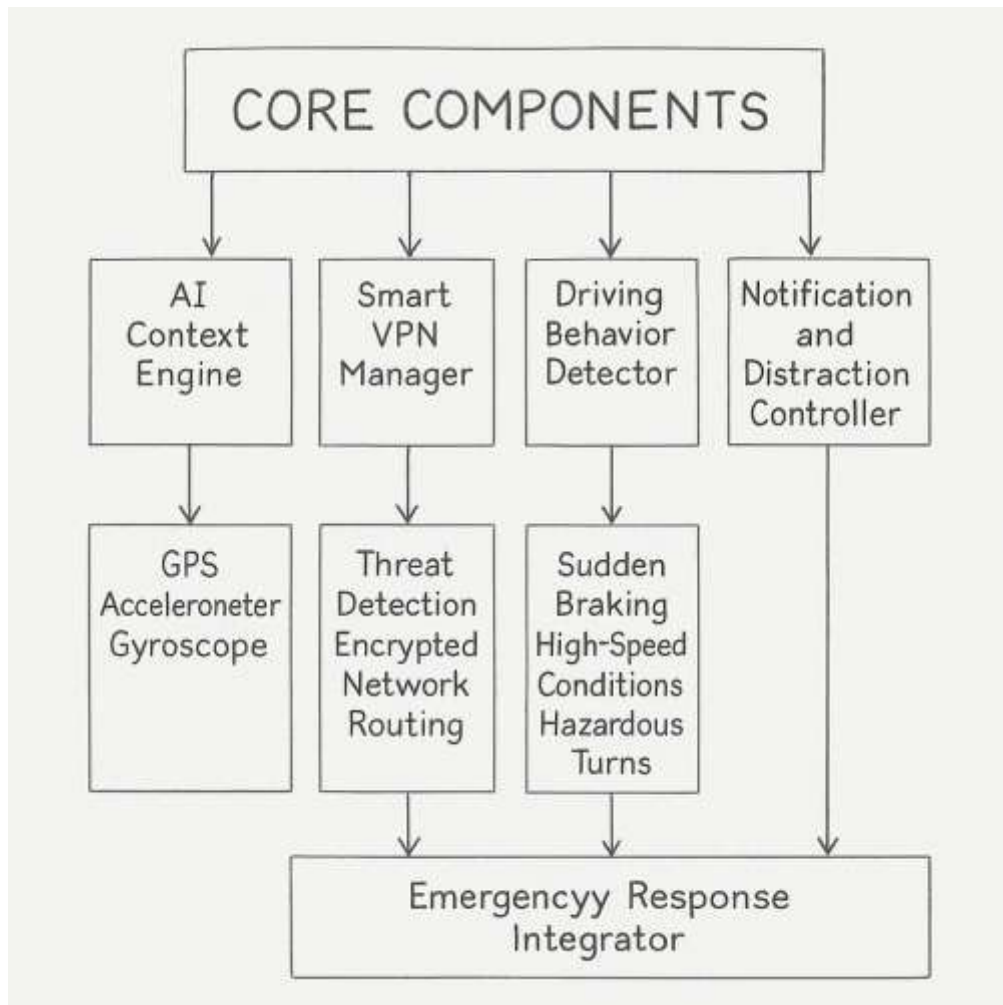 CORE COMPONENTS
AI
Context
Engine
Smart
VPN
Manager
Driving
Behavior
Detector
Notification
and
Distraction
Controller
GPS
Acceleroneter
Gyroscope
Threat
Detection
Encrypted
Network
Routing
Sudden
Braking
High-Speed
Conditions
Hazardous
Turns
Emergencyy Response
Integrator